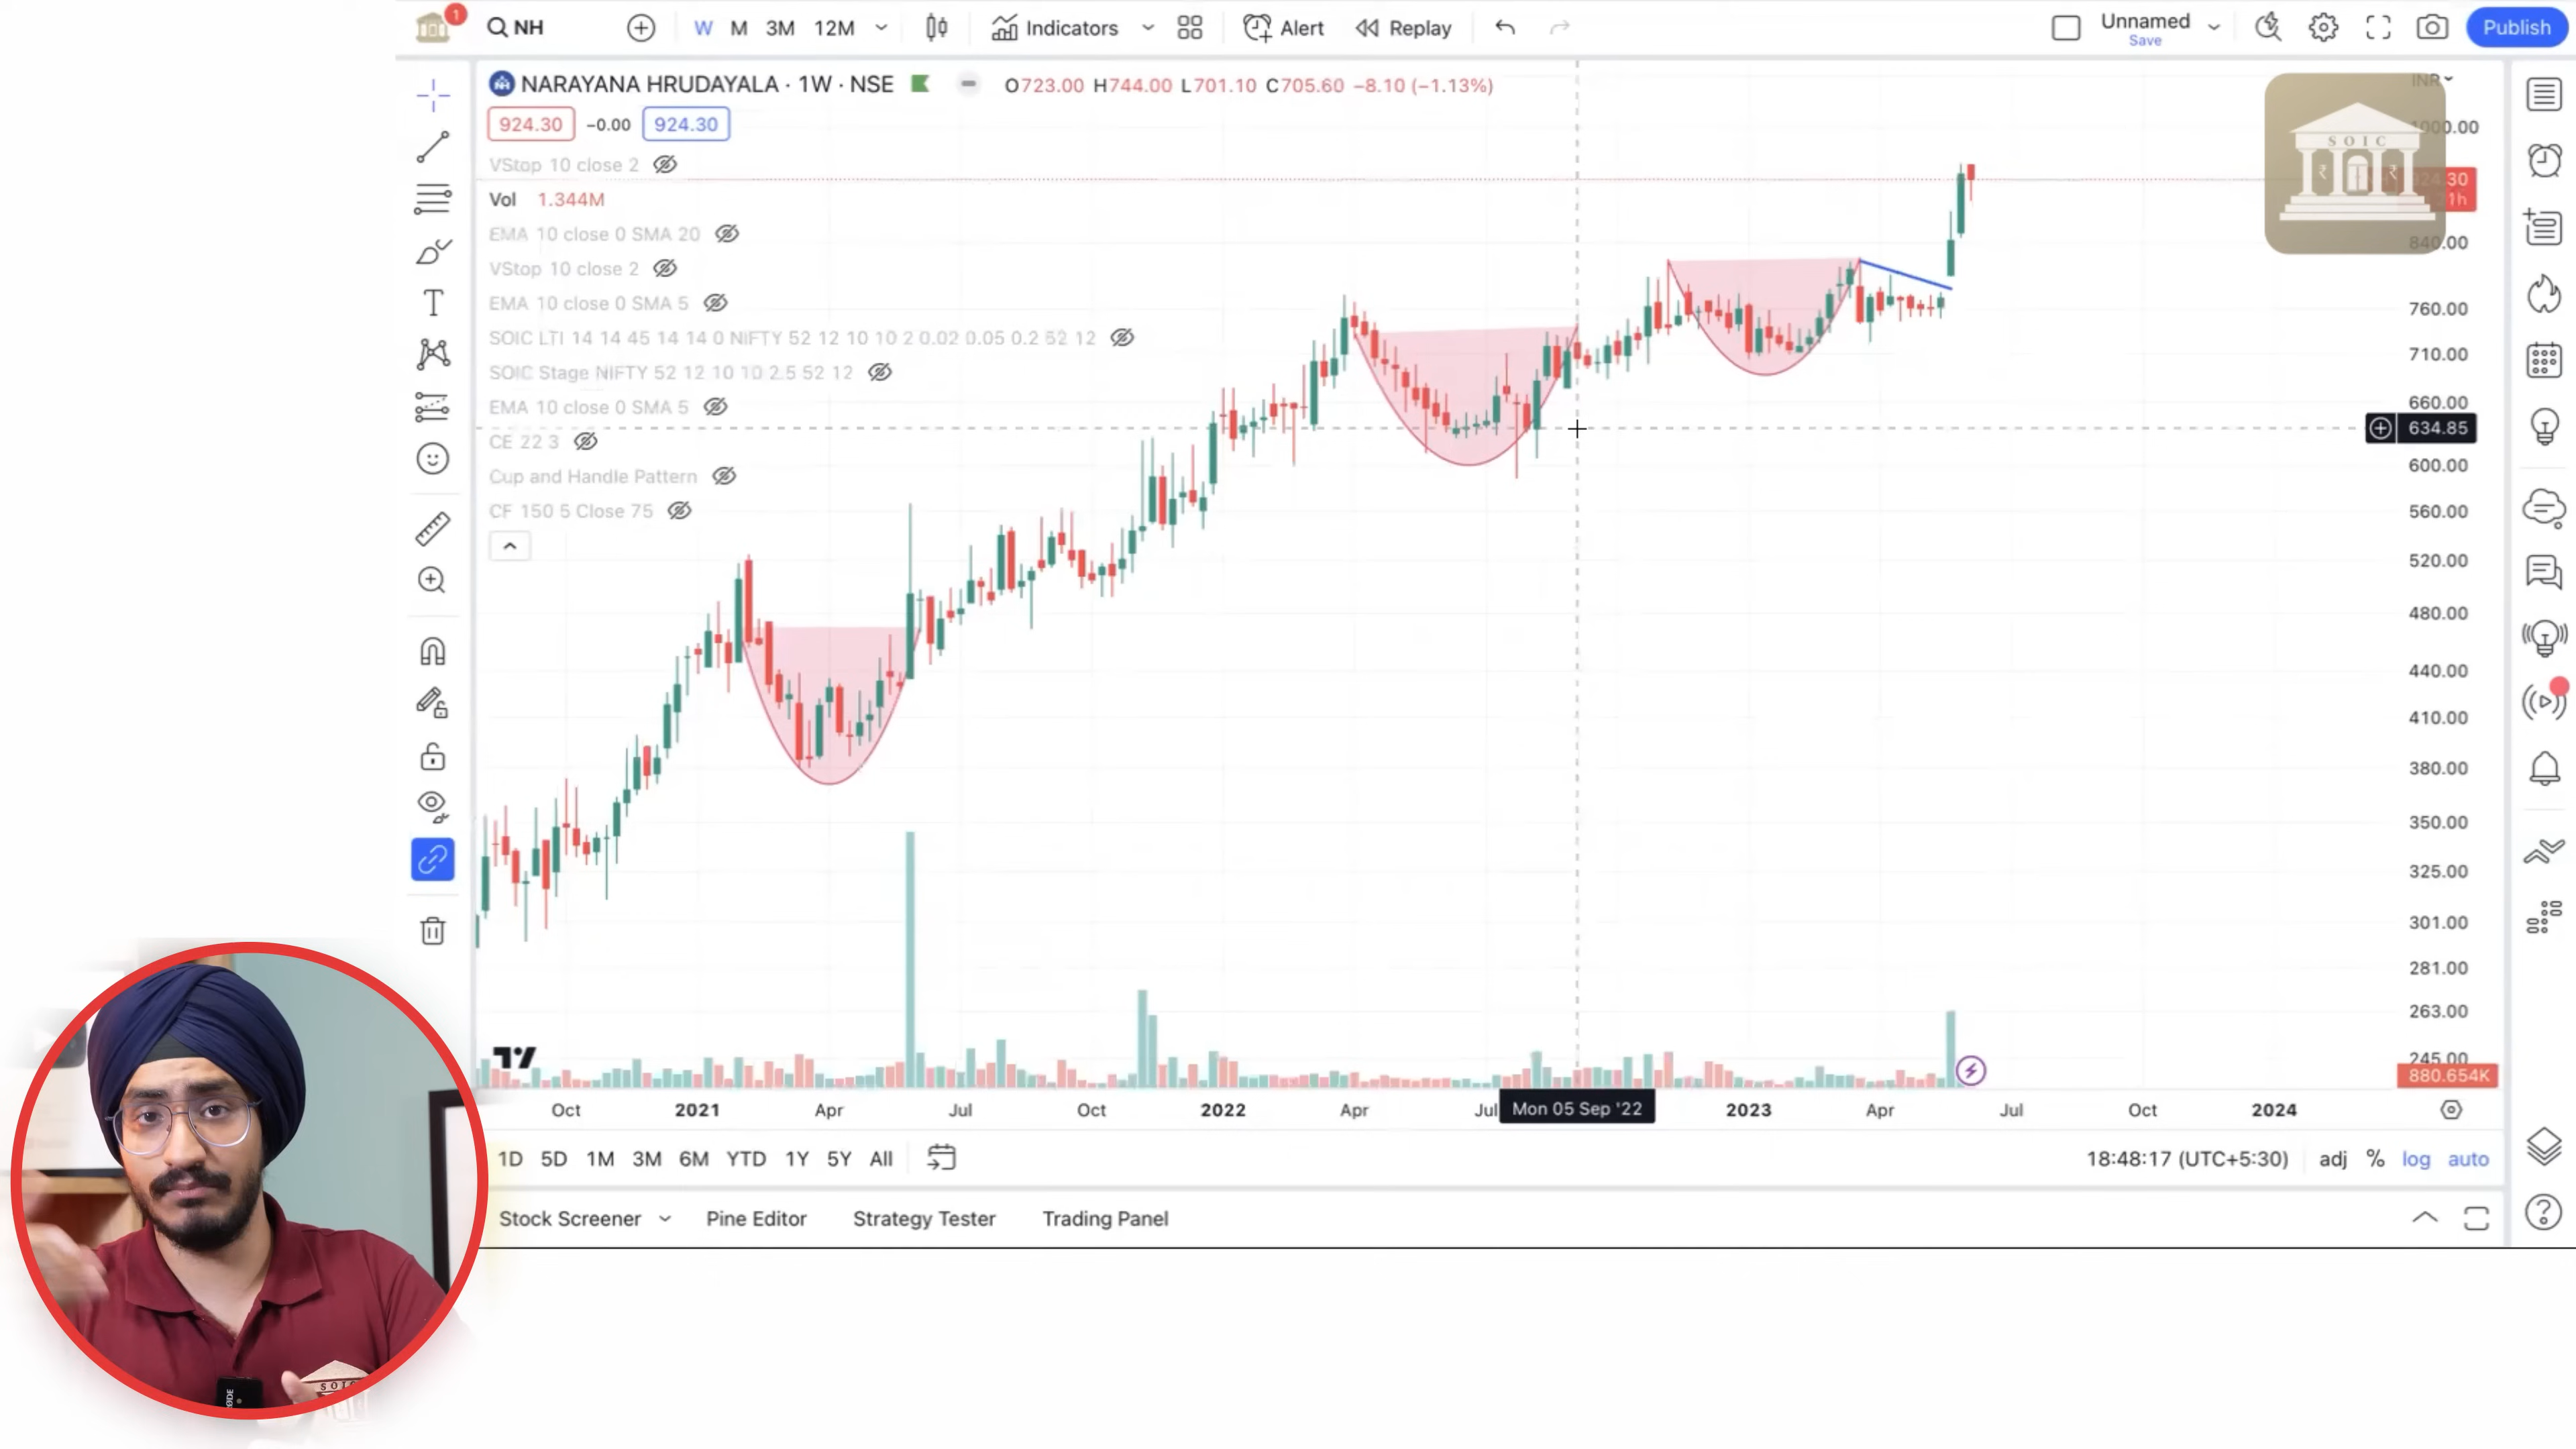 1
NH
W M 3M 12M
Indicators
Alert
Replay
Unnamed
Save
Publish
NARAYANA HRUDAYALA · 1W · NSE
O723.00 H744.00 L701.10 C705.60 −8.10 (−1.13%)
INR
924.30 −0.00 924.30
1000.00
SOIC
₹ ₹
VStop 10 close 2
24.30
1h
Vol 1.344M
EMA 10 close 0 SMA 20
840.00
VStop 10 close 2
EMA 10 close 0 SMA 5
760.00
SOIC LTI 14 14 45 14 14 0 NIFTY 52 12 10 10 2 0.02 0.05 0.2 52 12
710.00
SOIC Stage NIFTY 52 12 10 10 2.5 52 12
EMA 10 close 0 SMA 5
660.00
634.85
CE 22 3
600.00
Cup and Handle Pattern
CF 150 5 Close 75
560.00
520.00
480.00
440.00
410.00
380.00
350.00
325.00
301.00
281.00
263.00
245.00
880.654K
Oct 2021 Apr Jul Oct 2022 Apr Jul Mon 05 Sep '22 2023 Apr Jul Oct 2024
1D 5D 1M 3M 6M YTD 1Y 5Y All
18:48:17 (UTC+5:30) adj % log auto
Stock Screener Pine Editor Strategy Tester Trading Panel
SOIC